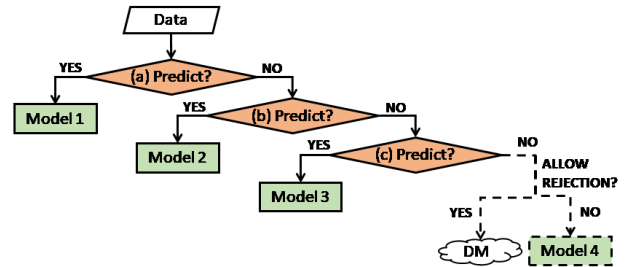 Data
YES
(a) Predict?
NO
Model 1
YES
(b) Predict?
NO
Model 2
YES
(c) Predict?
NO
Model 3
ALLOW
REJECTION?
YES
NO
DM
Model 4